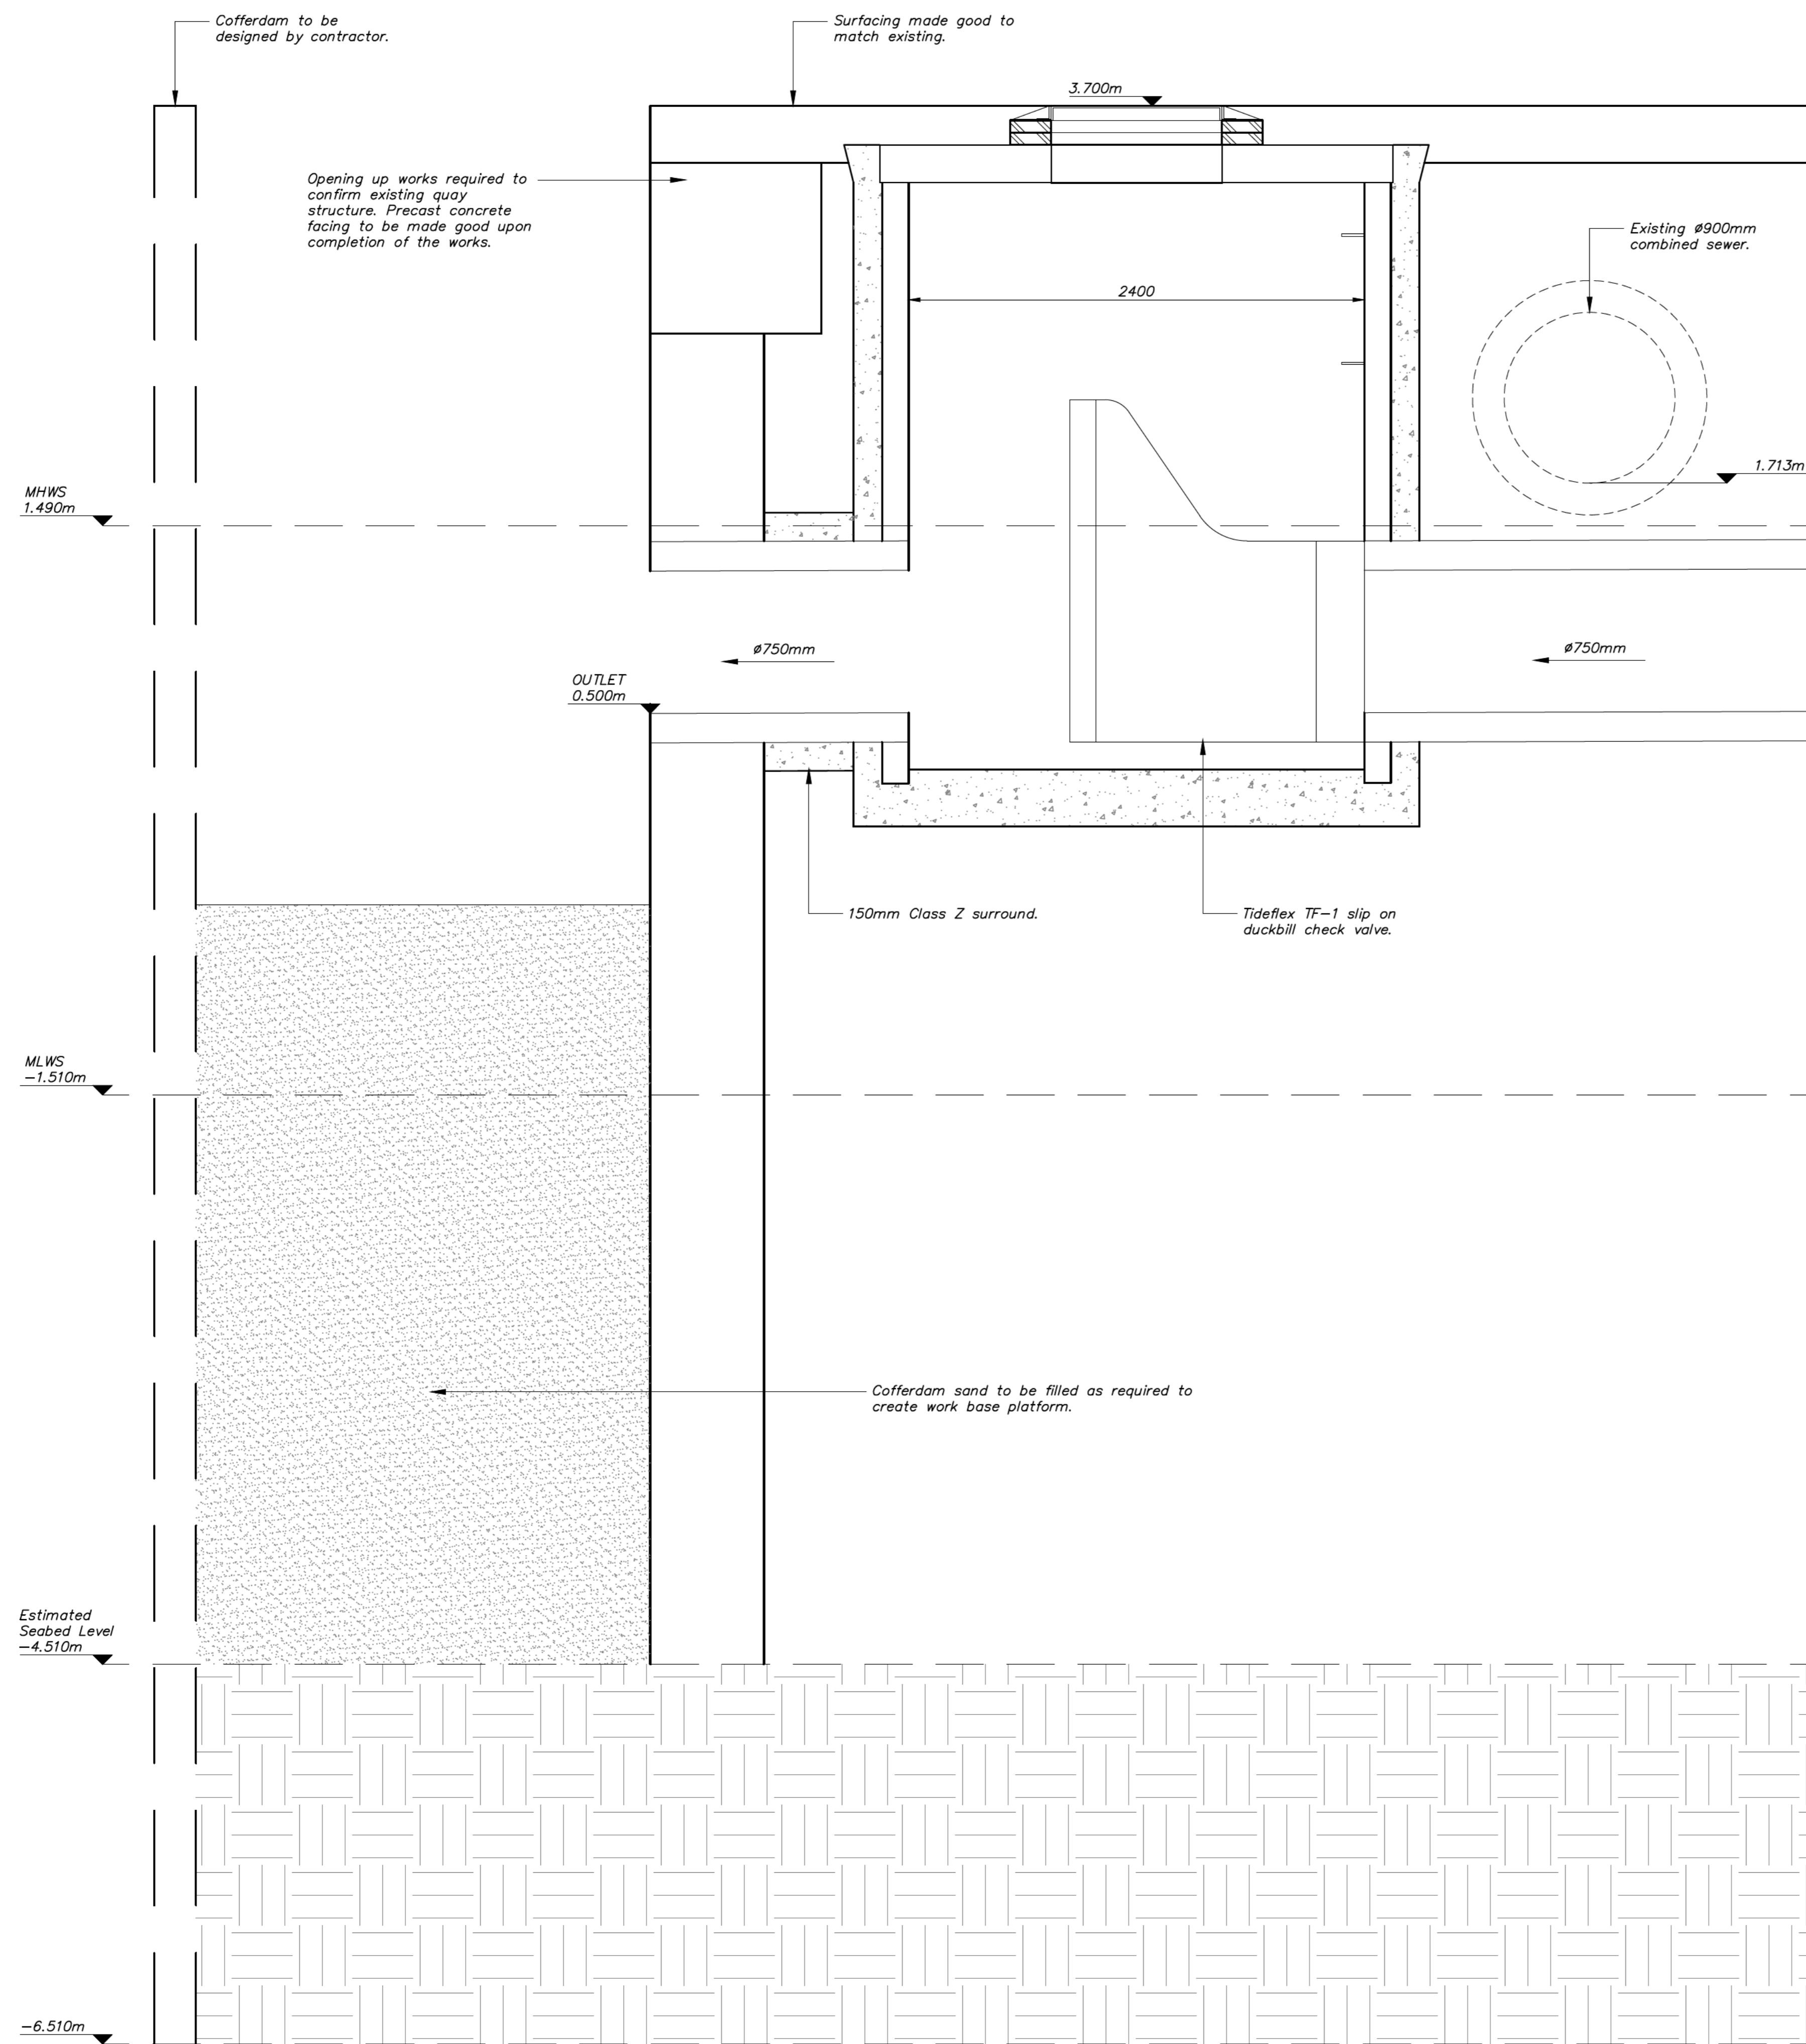 Cofferdam to be
designed by contractor.
Surfacing made good to
match existing.
3.700m
Opening up works required to
confirm existing quay
structure. Precast concrete
facing to be made good upon
completion of the works.
Existing Ø900mm
combined sewer.
2400
1.713m
MHWS
1.490m
Ø750mm
Ø750mm
OUTLET
0.500m
150mm Class Z surround.
Tideflex TF-1 slip on
duckbill check valve.
MLWS
-1.510m
Cofferdam sand to be filled as required to
create work base platform.
Estimated
Seabed Level
-4.510m
-6.510m